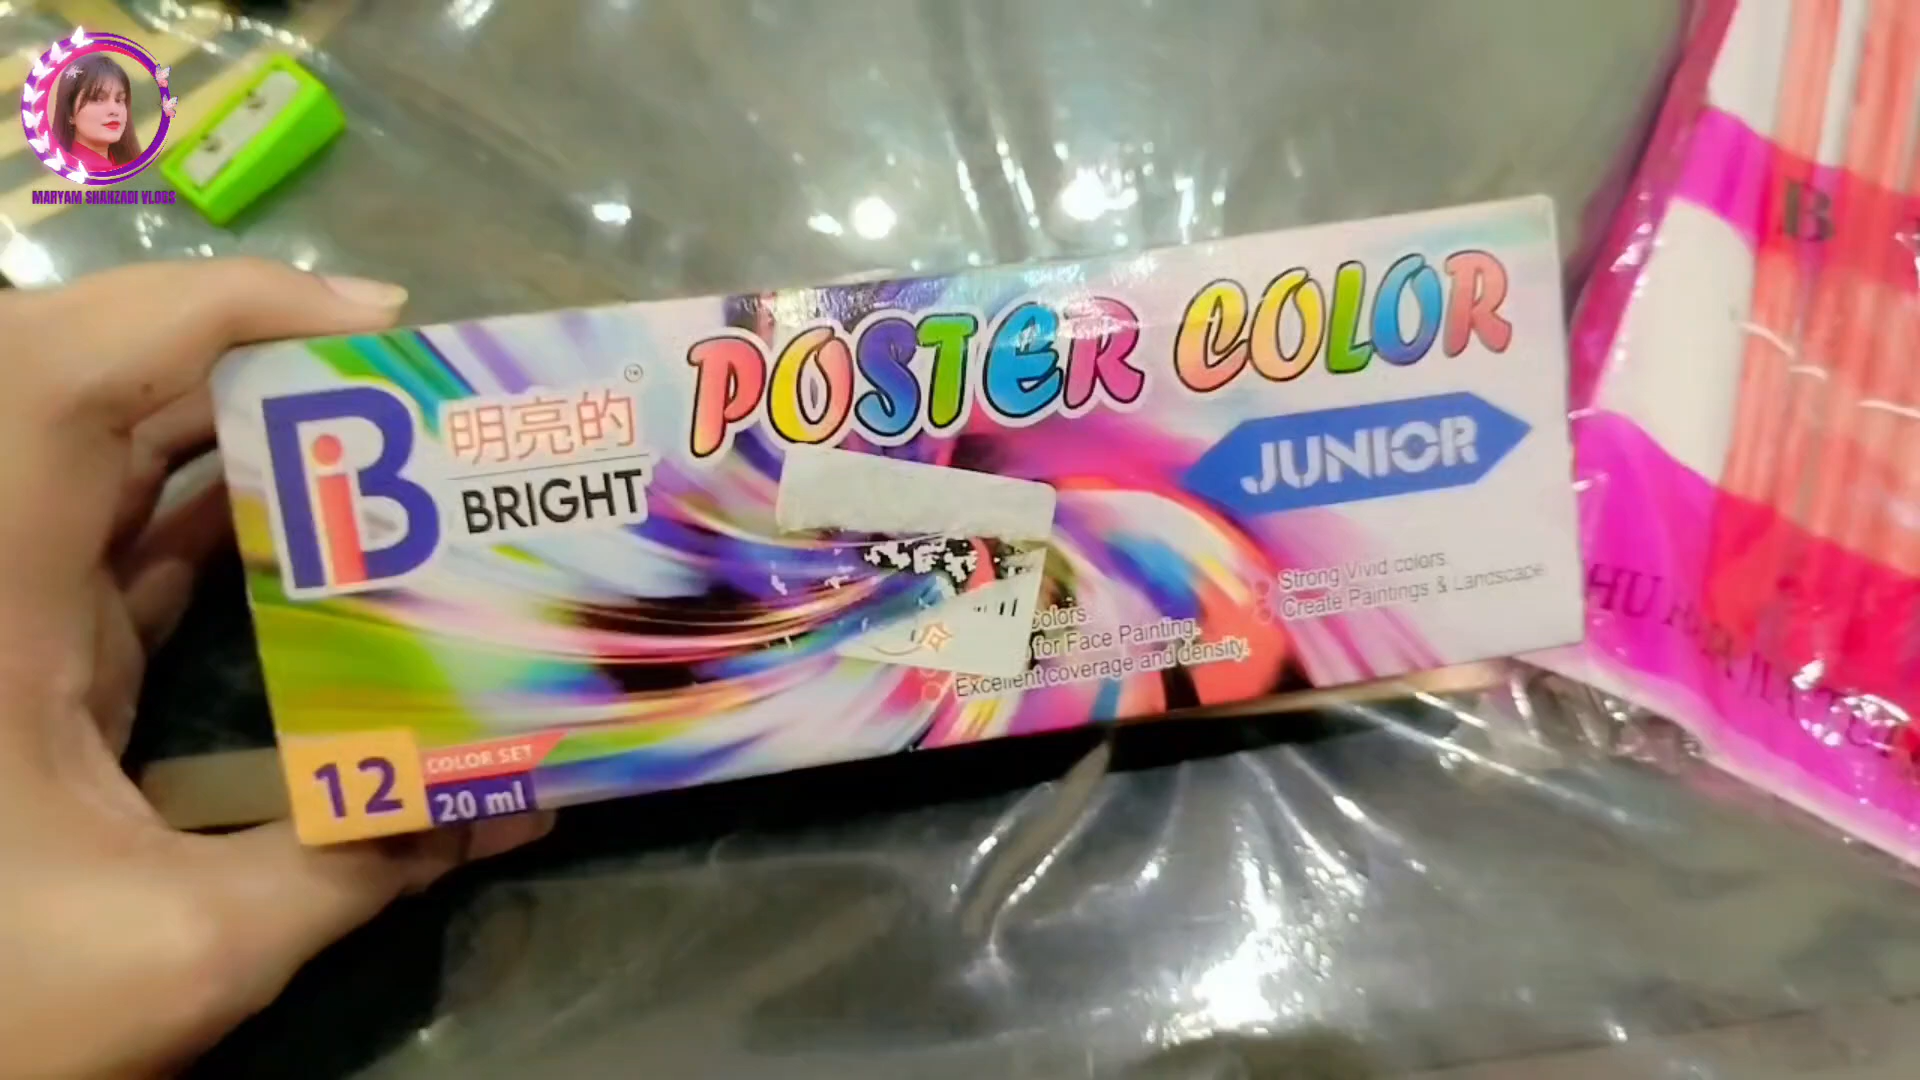 MARYAM SHAHZADI VLOGS
B
明亮的
BRIGHT
TM
POSTER COLOR
JUNIOR
Strong Vivid colors.
Create Paintings & Landscape
Colors.
for Face Painting.
Excellent coverage and density.
12
COLOR SET
20 ml
B